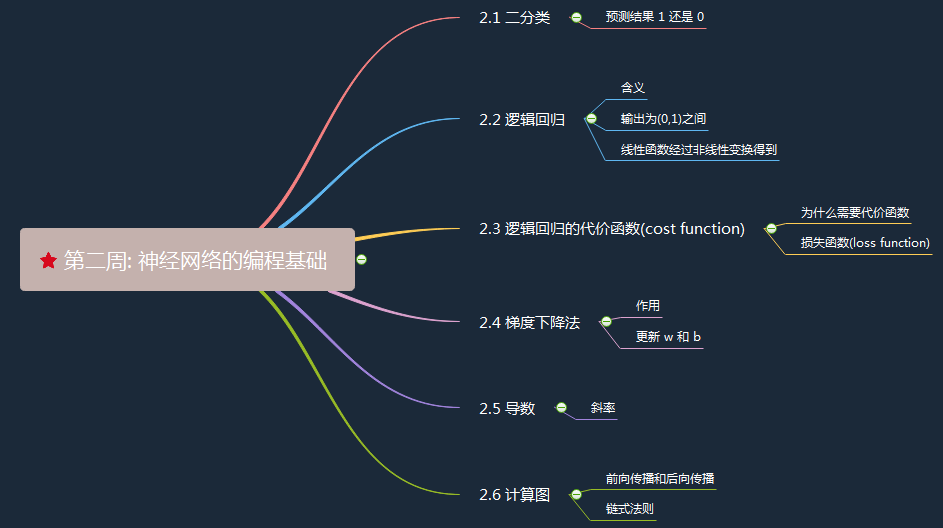 第二周: 神经网络的编程基础
2.1 二分类
预测结果 1 还是 0
2.2 逻辑回归
含义
输出为(0,1)之间
线性函数经过非线性变换得到
2.3 逻辑回归的代价函数(cost function)
为什么需要代价函数
损失函数(loss function)
2.4 梯度下降法
作用
更新 w 和 b
2.5 导数
斜率
2.6 计算图
前向传播和后向传播
链式法则